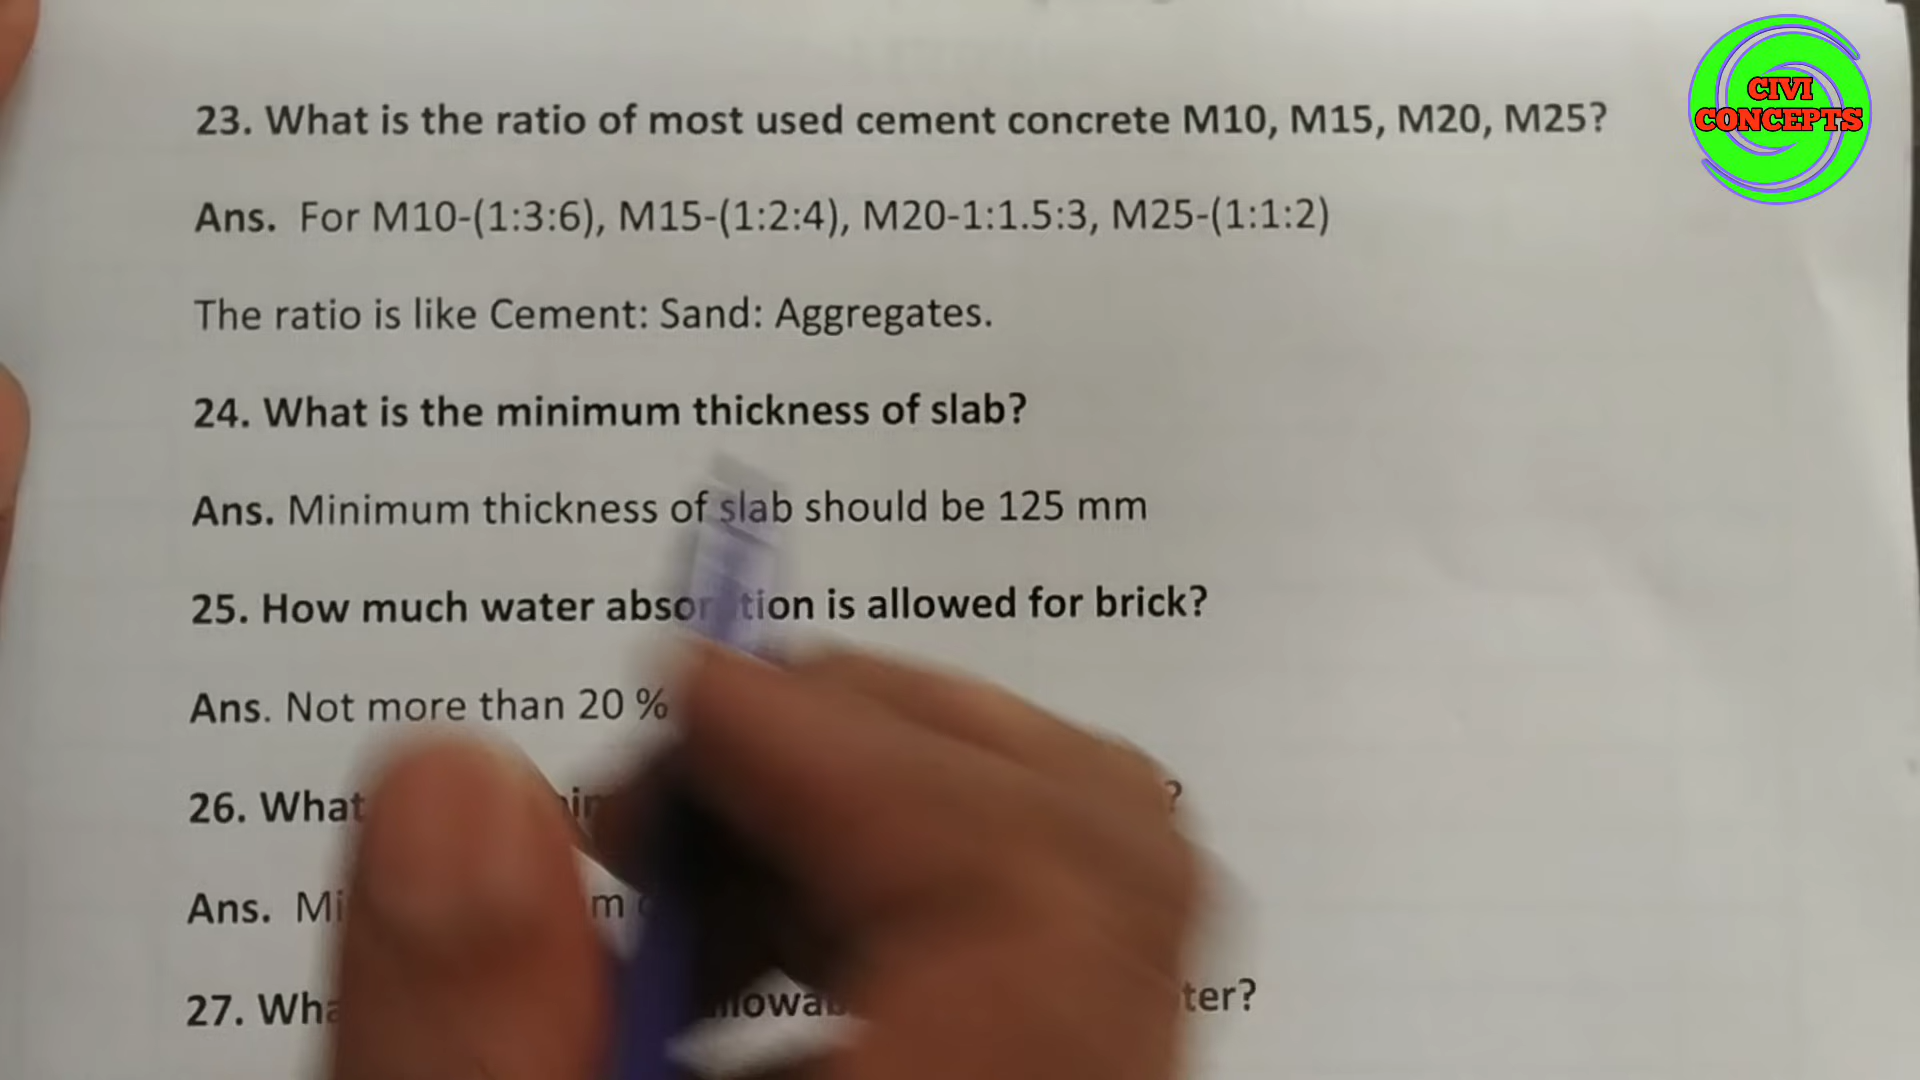 CIVI
CONCEPTS
23. What is the ratio of most used cement concrete M10, M15, M20, M25?
Ans. For M10-(1:3:6), M15-(1:2:4), M20-1:1.5:3, M25-(1:1:2)
The ratio is like Cement: Sand: Aggregates.
24. What is the minimum thickness of slab?
Ans. Minimum thickness of slab should be 125 mm
25. How much water absorption is allowed for brick?
Ans. Not more than 20 %
26. What ?
Ans.
27.